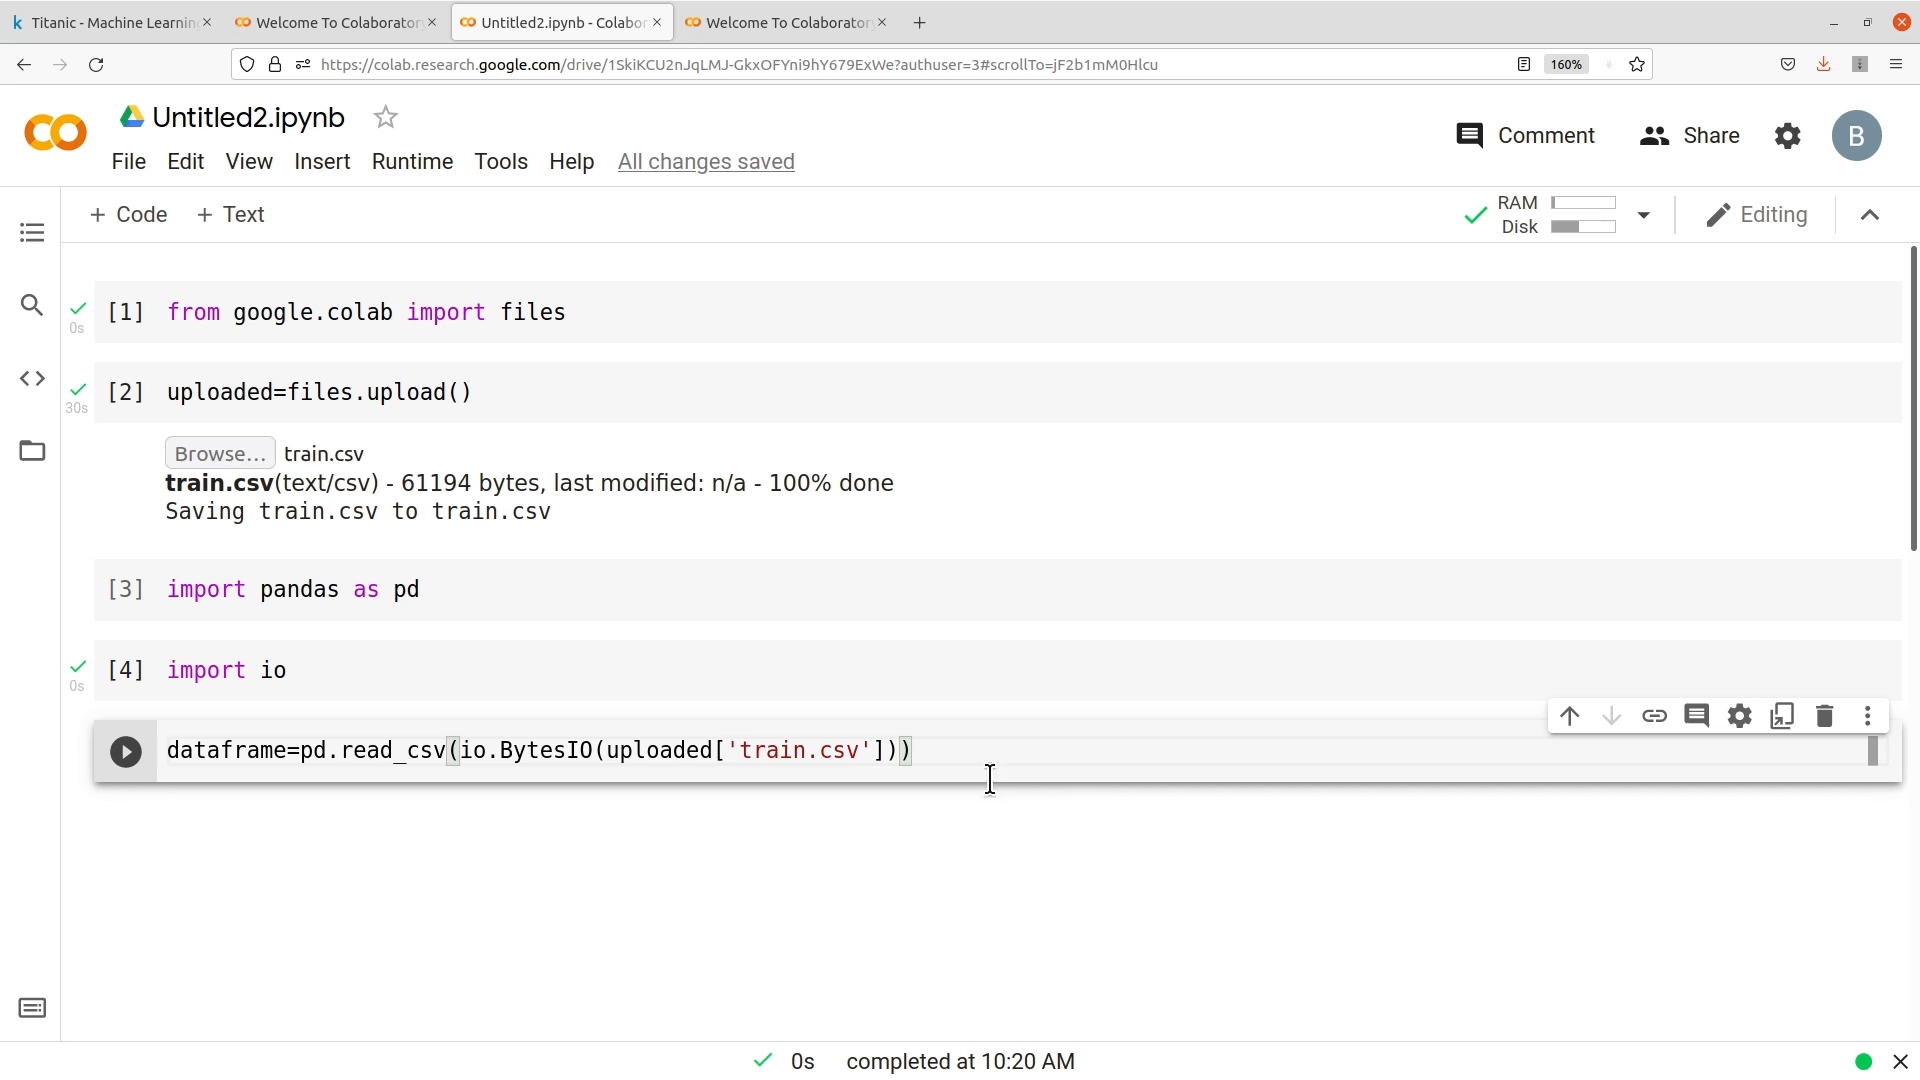 Titanic - Machine Learning
Welcome To Colaboratory
Untitled2.ipynb - Colabor
Welcome To Colaboratory
https://colab.research.google.com/drive/1SkiKCU2nJqLMJ-GkxOFYni9hY679ExWe?authuser=3#scrollTo=jF2b1mM0Hlcu
160%
Untitled2.ipynb
Comment
Share
B
File Edit View Insert Runtime Tools Help All changes saved
+ Code + Text
RAM
Disk
Editing
[1] from google.colab import files
0s
[2] uploaded=files.upload()
30s
Browse... train.csv
train.csv(text/csv) - 61194 bytes, last modified: n/a - 100% done
Saving train.csv to train.csv
[3] import pandas as pd
[4] import io
0s
dataframe=pd.read_csv(io.BytesIO(uploaded['train.csv']))
0s completed at 10:20 AM